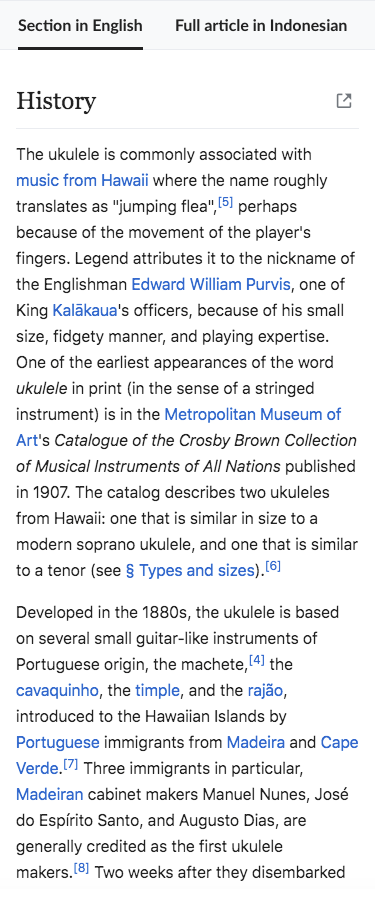 Section in English
Full article in Indonesian
History
The ukulele is commonly associated with
music from Hawaii where the name roughly
translates as "jumping flea",[5] perhaps
because of the movement of the player's
fingers. Legend attributes it to the nickname of
the Englishman Edward William Purvis, one of
King Kalākaua's officers, because of his small
size, fidgety manner, and playing expertise.
One of the earliest appearances of the word
ukulele in print (in the sense of a stringed
instrument) is in the Metropolitan Museum of
Art's Catalogue of the Crosby Brown Collection
of Musical Instruments of All Nations published
in 1907. The catalog describes two ukuleles
from Hawaii: one that is similar in size to a
modern soprano ukulele, and one that is similar
to a tenor (see § Types and sizes).[6]
Developed in the 1880s, the ukulele is based
on several small guitar-like instruments of
Portuguese origin, the machete,[4] the
cavaquinho, the timple, and the rajão,
introduced to the Hawaiian Islands by
Portuguese immigrants from Madeira and Cape
Verde.[7] Three immigrants in particular,
Madeiran cabinet makers Manuel Nunes, José
do Espírito Santo, and Augusto Dias, are
generally credited as the first ukulele
makers.[8] Two weeks after they disembarked